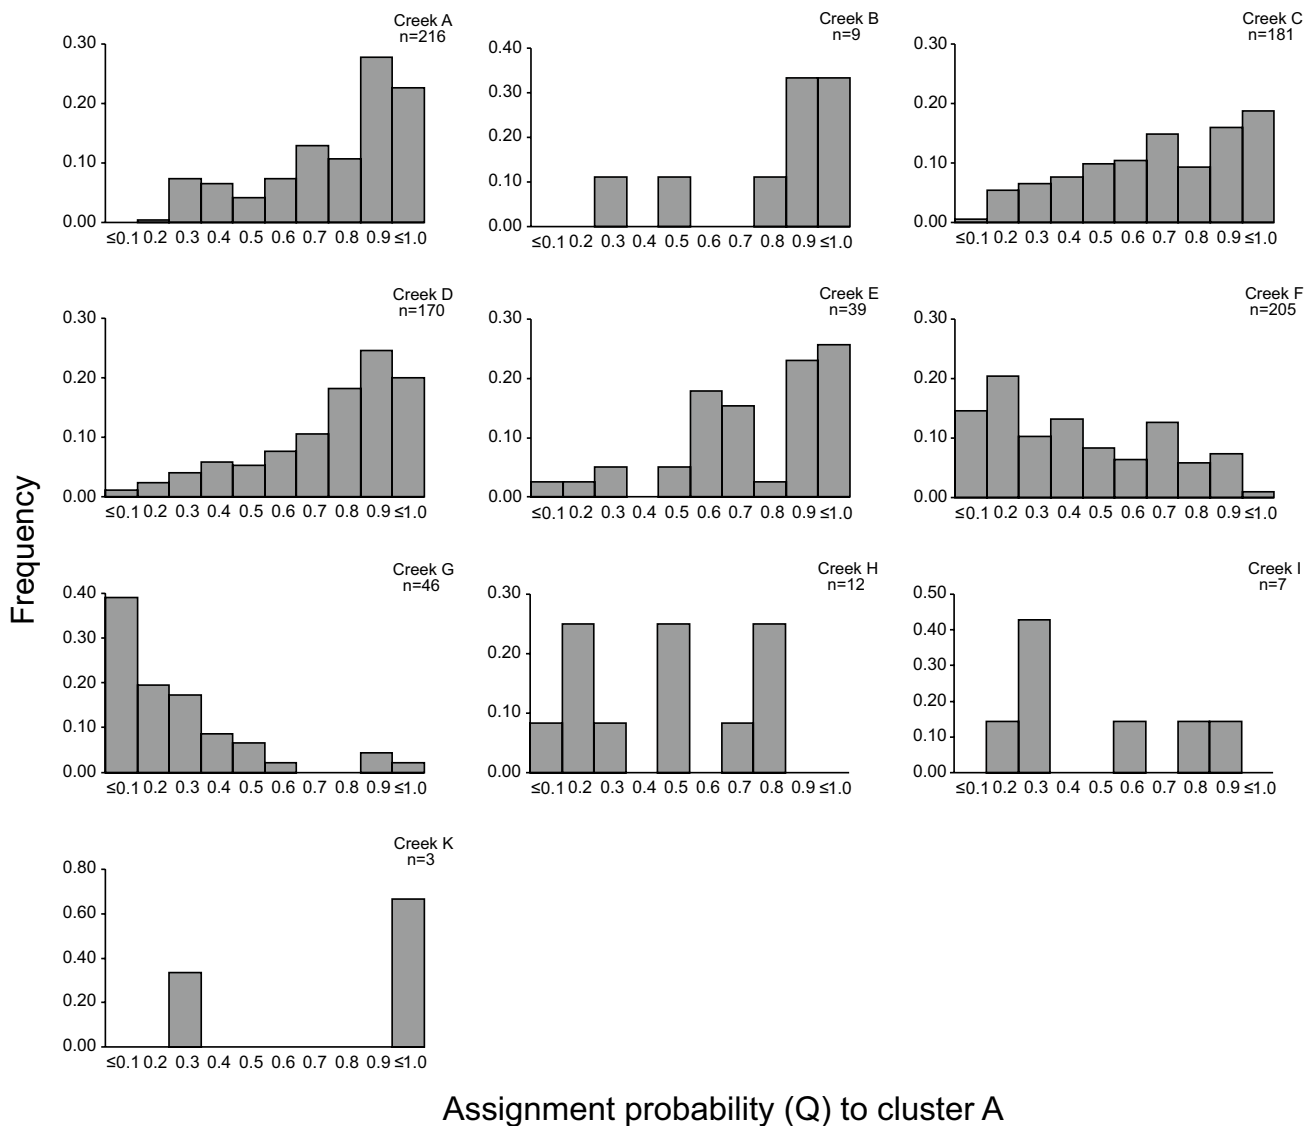 Creek A
n=216
0.30
0.20
0.10
0.00
≤0.1 0.2 0.3 0.4 0.5 0.6 0.7 0.8 0.9 ≤1.0
Creek B
n=9
0.40
0.30
0.20
0.10
0.00
≤0.1 0.2 0.3 0.4 0.5 0.6 0.7 0.8 0.9 ≤1.0
Creek C
n=181
0.30
0.20
0.10
0.00
≤0.1 0.2 0.3 0.4 0.5 0.6 0.7 0.8 0.9 ≤1.0
Creek D
n=170
0.30
0.20
0.10
0.00
≤0.1 0.2 0.3 0.4 0.5 0.6 0.7 0.8 0.9 ≤1.0
Creek E
n=39
0.30
0.20
0.10
0.00
≤0.1 0.2 0.3 0.4 0.5 0.6 0.7 0.8 0.9 ≤1.0
Creek F
n=205
0.30
0.20
0.10
0.00
≤0.1 0.2 0.3 0.4 0.5 0.6 0.7 0.8 0.9 ≤1.0
Frequency
Creek G
n=46
0.40
0.30
0.20
0.10
0.00
≤0.1 0.2 0.3 0.4 0.5 0.6 0.7 0.8 0.9 ≤1.0
Creek H
n=12
0.30
0.20
0.10
0.00
≤0.1 0.2 0.3 0.4 0.5 0.6 0.7 0.8 ≤1.0
Creek I
n=7
0.50
0.40
0.30
0.20
0.10
0.00
≤0.1 0.2 0.3 0.4 0.5 0.6 0.7 0.8 0.9 ≤1.0
Creek K
n=3
0.80
0.60
0.40
0.20
0.00
≤0.1 0.2 0.3 0.4 0.5 0.6 0.7 0.8 0.9 ≤1.0
Assignment probability (Q) to cluster A